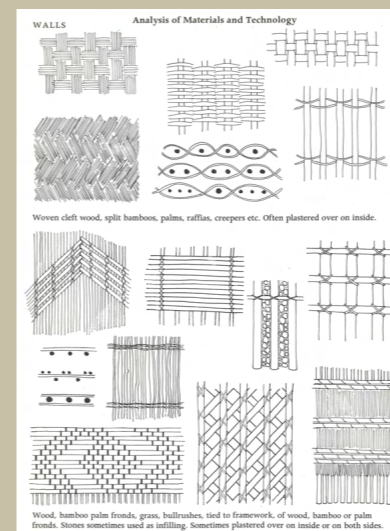 Analysis of Materials and Technology
WALLS
Woven cleft wood, split bamboos, palms, raffias, creepers etc. Often plastered over on inside.
Wood, bamboo palm fronds, grass, bullrushes, tied to framework, of wood, bamboo or palm
fronds. Stones sometimes used as infilling. Sometimes plastered over on inside or on both sides.